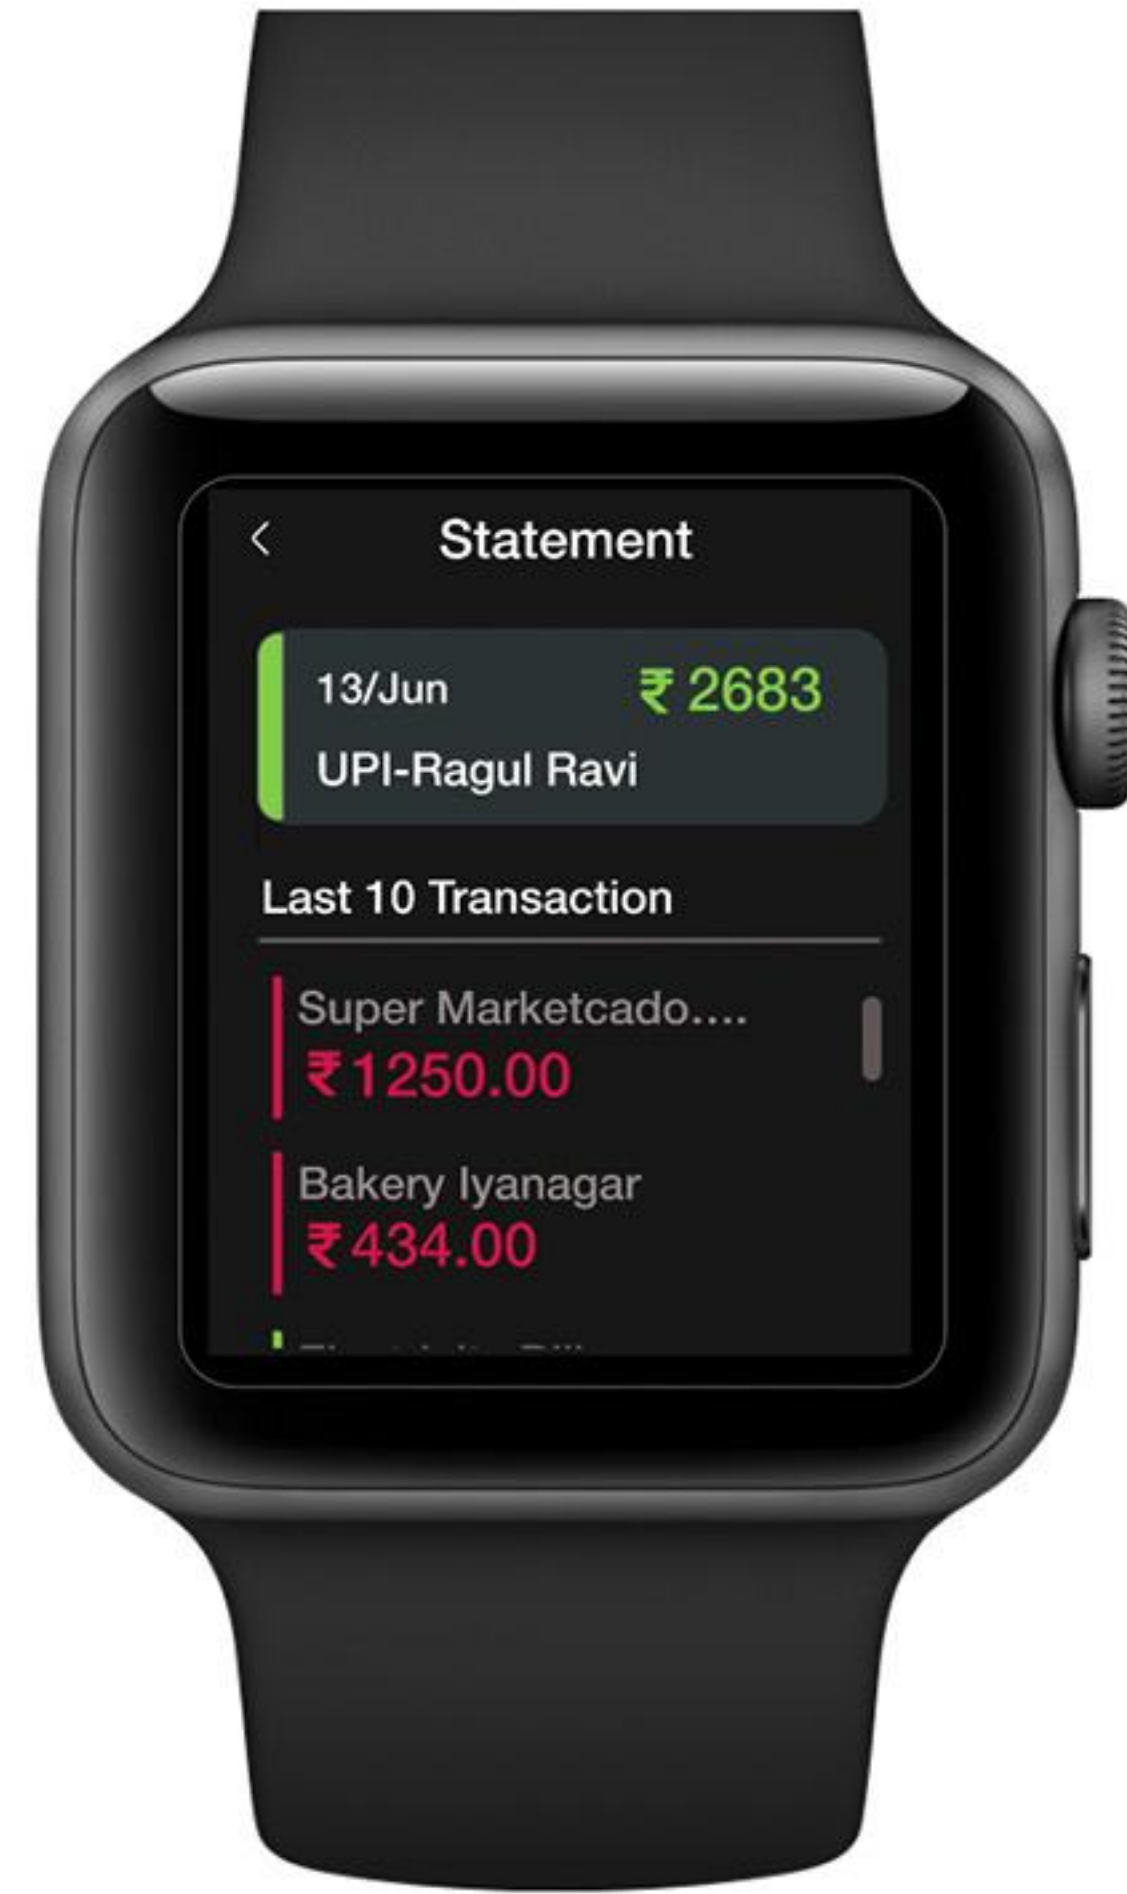 Statement
13/Jun ₹ 2683
UPI-Ragul Ravi
Last 10 Transaction
Super Marketcado....
₹1250.00
Bakery Iyanagar
₹434.00